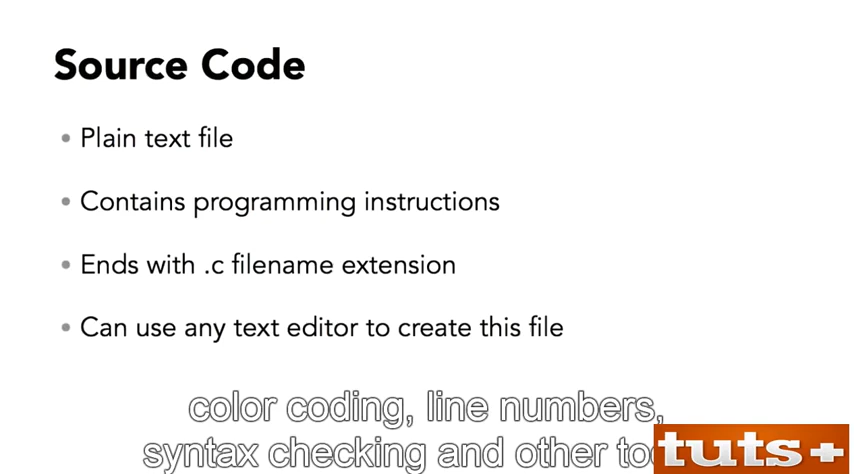 Source Code
• Plain text file
• Contains programming instructions
• Ends with .c filename extension
• Can use any text editor to create this file
color coding, line numbers,
syntax checking and other
tuts+